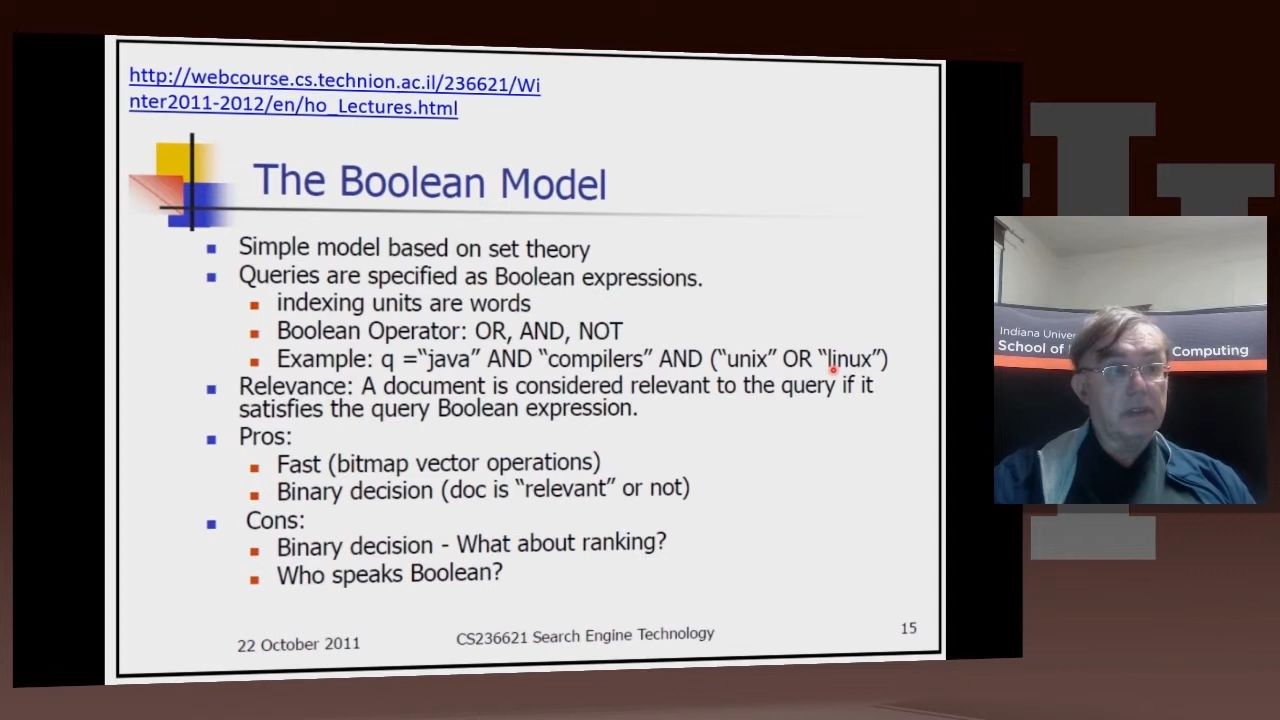 http://webcourse.cs.technion.ac.il/236621/Wi
nter2011-2012/en/ho_Lectures.html
The Boolean Model
Simple model based on set theory
Queries are specified as Boolean expressions.
indexing units are words
Boolean Operator: OR, AND, NOT
Example: q =“java” AND “compilers” AND (“unix” OR “linux”)
Relevance: A document is considered relevant to the query if it
satisfies the query Boolean expression.
Pros:
Fast (bitmap vector operations)
Binary decision (doc is “relevant” or not)
Cons:
Binary decision - What about ranking?
Who speaks Boolean?
22 October 2011
CS236621 Search Engine Technology
15
Indiana Univer
School of
Computing